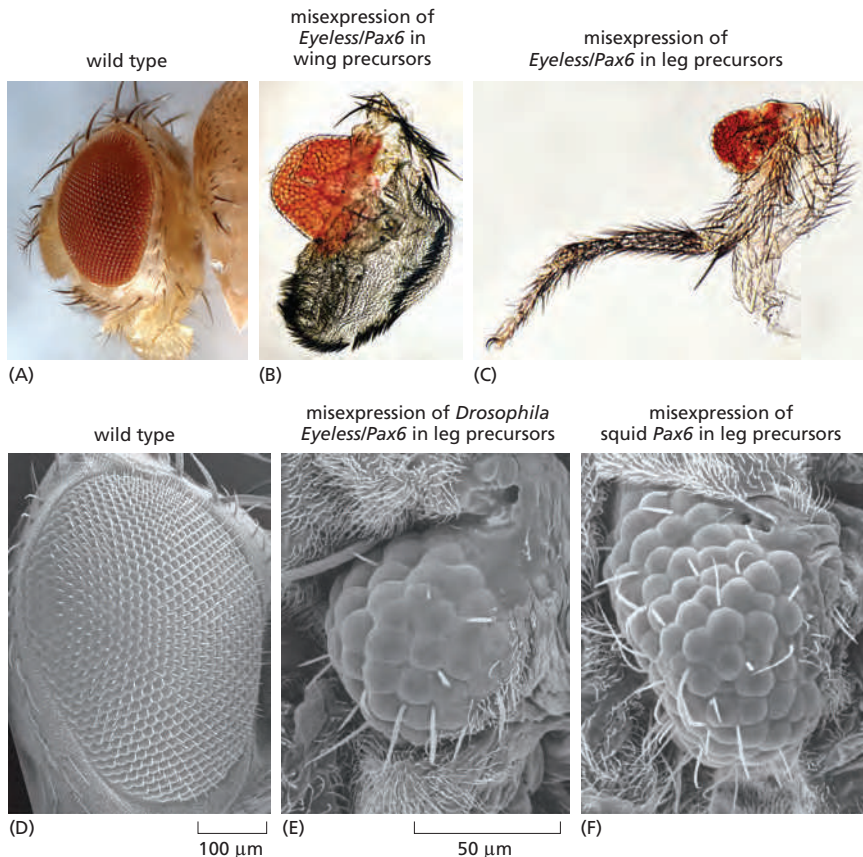 wild type
misexpression of
Eyeless/Pax6 in
wing precursors
misexpression of
Eyeless/Pax6 in leg precursors
(A)
(B)
(C)
wild type
misexpression of Drosophila
Eyeless/Pax6 in leg precursors
misexpression of
squid Pax6 in leg precursors
(D)
(E)
(F)
100 μm
50 μm